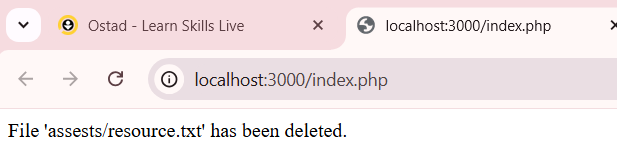 Ostad - Learn Skills Live
localhost:3000/index.php
localhost:3000/index.php
File 'assests/resource.txt' has been deleted.